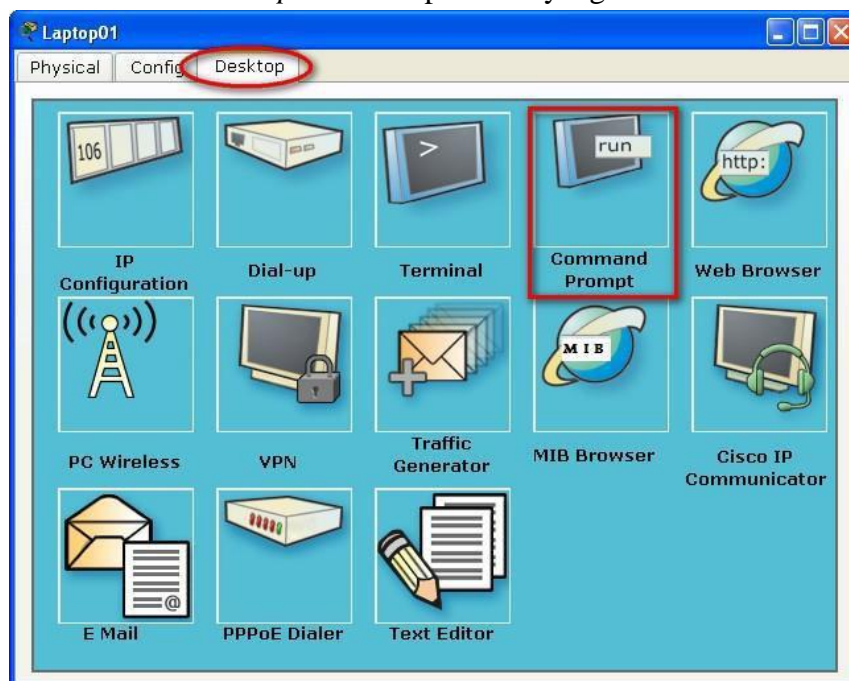 Laptop01
Physical Config Desktop
106
>
run
http:
IP
Configuration
Dial-up
Terminal
Command
Prompt
Web Browser
MIB
PC Wireless
VPN
Traffic
Generator
MIB Browser
Cisco IP
Communicator
@
E Mail
PPPoE Dialer
Text Editor